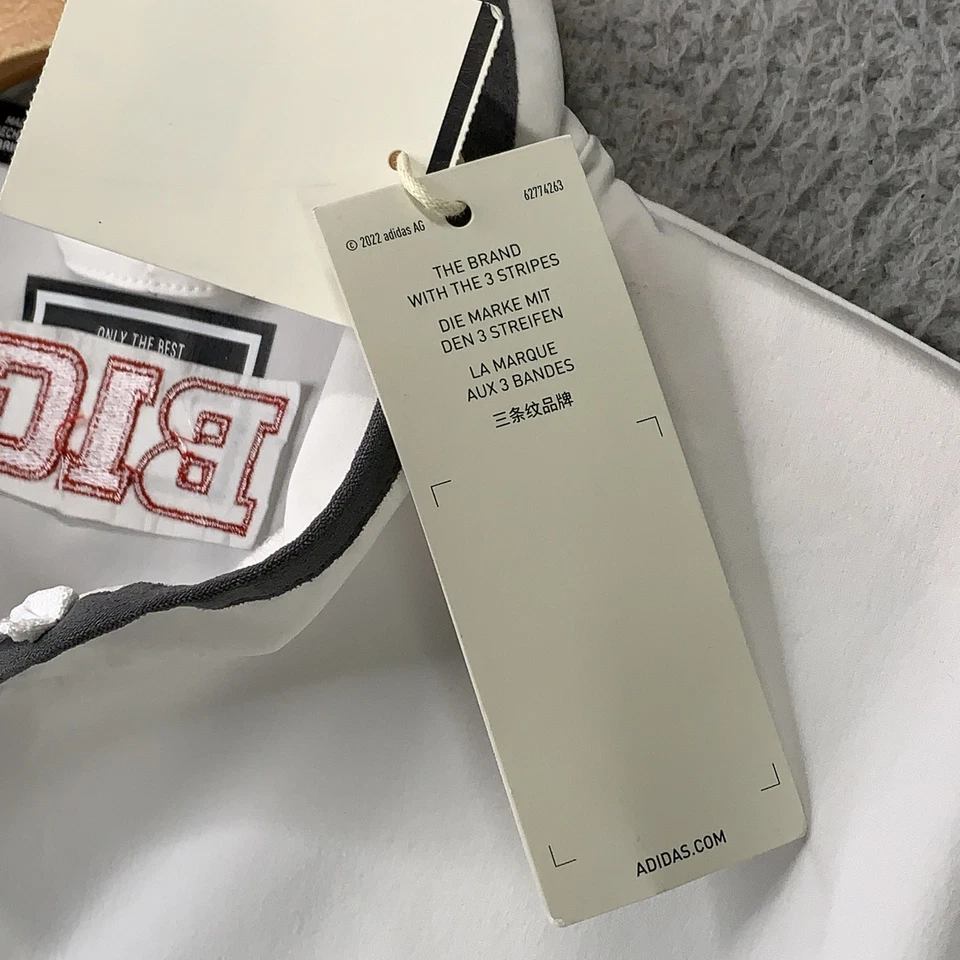 62774263
© 2022 adidas AG
THE BRAND
WITH THE 3 STRIPES
DIE MARKE MIT
DEN 3 STREIFEN
LA MARQUE
AUX 3 BANDES
三条纹品牌
ADIDAS.COM
ONLY THE BEST
BIG